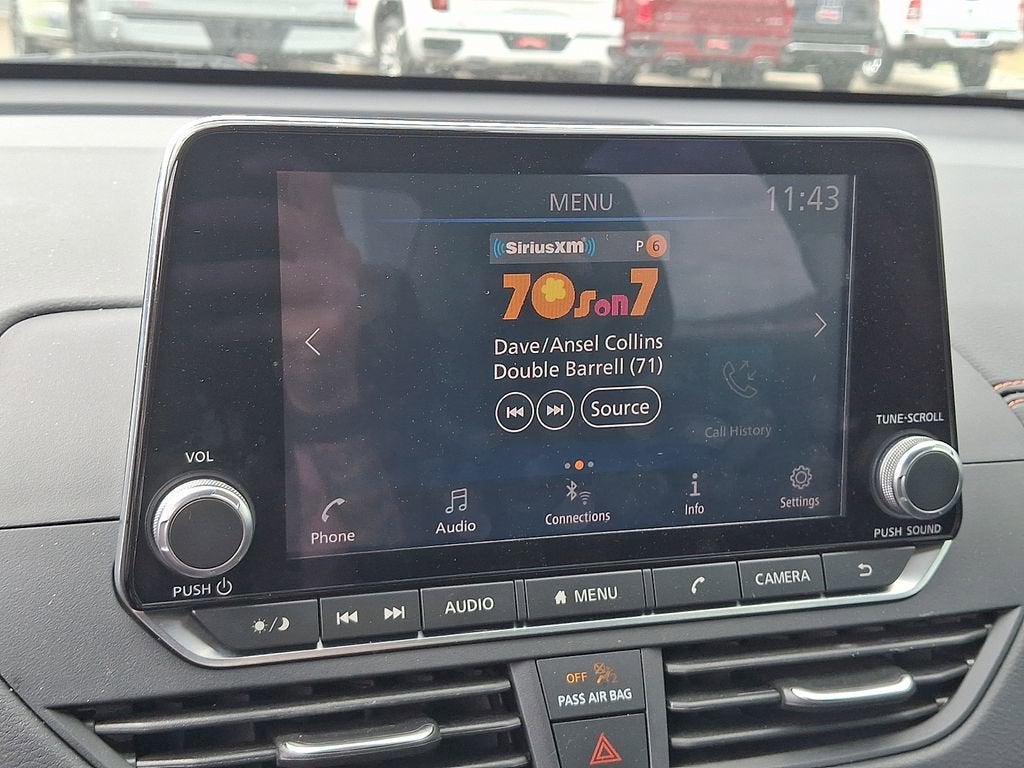 MENU
11:43
SiriusXM P 6
70s on 7
Dave/Ansel Collins
Double Barrell (71)
Source
Call History
Phone
Audio
Connections
Info
Settings
VOL
PUSH
TUNE·SCROLL
PUSH SOUND
AUDIO
MENU
CAMERA
OFF 2
PASS AIR BAG